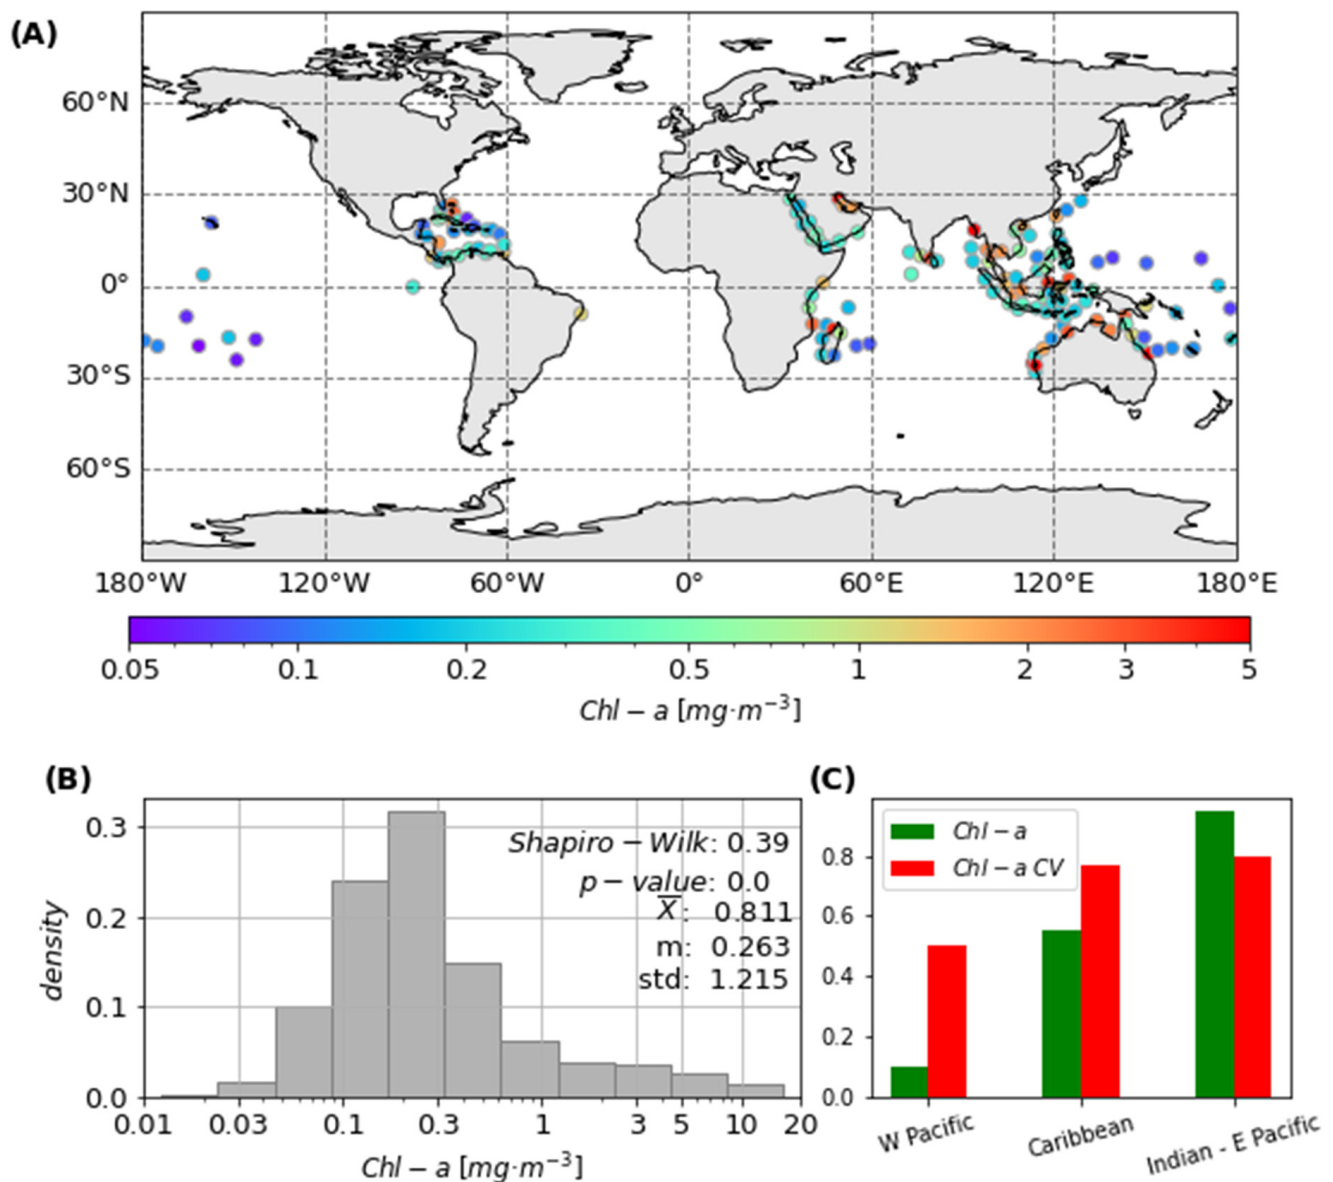 (A)
60°N
30°N
0°
30°S
60°S
180°W 120°W 60°W 0° 60°E 120°E 180°E
0.05 0.1 0.2 0.5 1 2 3 5
Chl − a [mg·m⁻³]
(B)
0.3
0.2
0.1
0.0
density
Shapiro − Wilk: 0.39
p − value: 0.0
X̅: 0.811
m: 0.263
std: 1.215
0.01 0.03 0.1 0.3 1 3 5 10 20
Chl − a [mg·m⁻³]
(C)
Chl − a
Chl − a CV
0.8
0.6
0.4
0.2
0.0
W Pacific
Caribbean
Indian - E Pacific